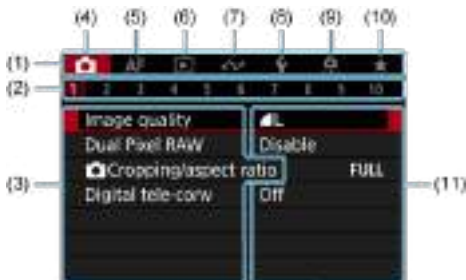 (4) (5) (6) (7) (8) (9) (10)
(1) AF
(2) 1 2 3 4 5 6 7 8 9 10
Image quality L
Dual Pixel RAW Disable
Cropping/aspect ratio FULL
(3) Digital tele-conv Off (11)